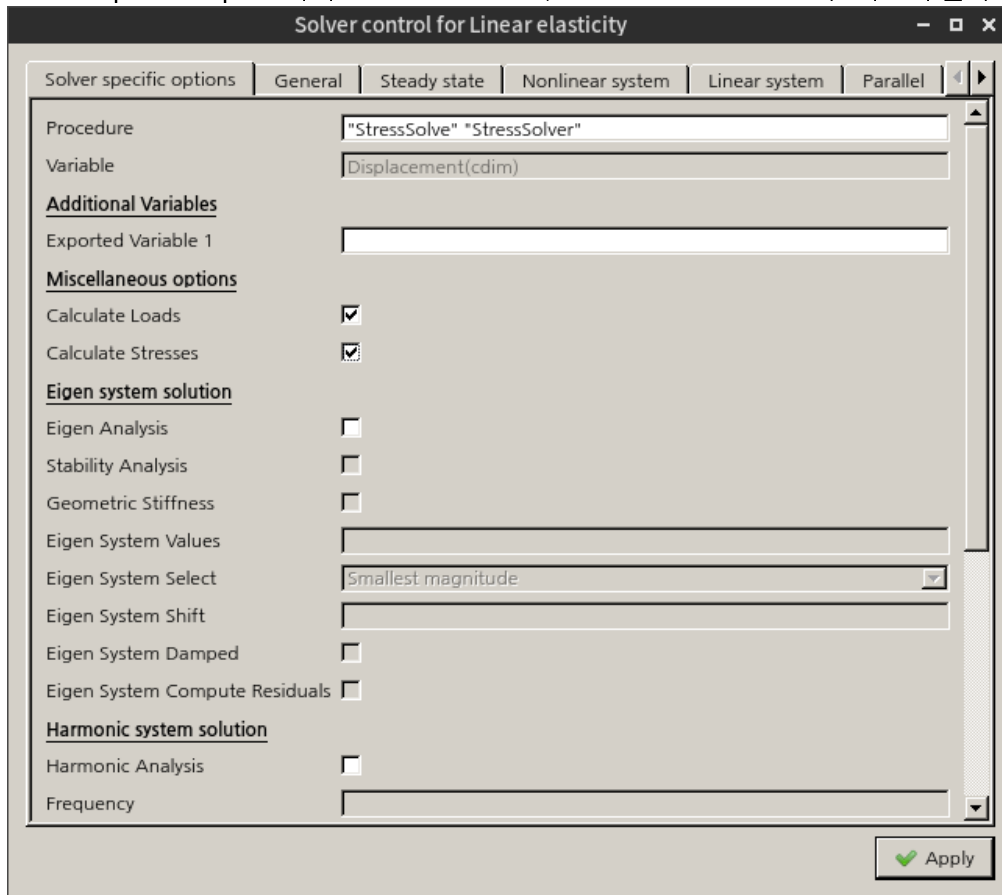 Solver control for Linear elasticity
Solver specific options
General
Steady state
Nonlinear system
Linear system
Parallel
Procedure
"StressSolve" "StressSolver"
Variable
Displacement(cdim)
Additional Variables
Exported Variable 1
Miscellaneous options
Calculate Loads
Calculate Stresses
Eigen system solution
Eigen Analysis
Stability Analysis
Geometric Stiffness
Eigen System Values
Eigen System Select
Smallest magnitude
Eigen System Shift
Eigen System Damped
Eigen System Compute Residuals
Harmonic system solution
Harmonic Analysis
Frequency
Apply